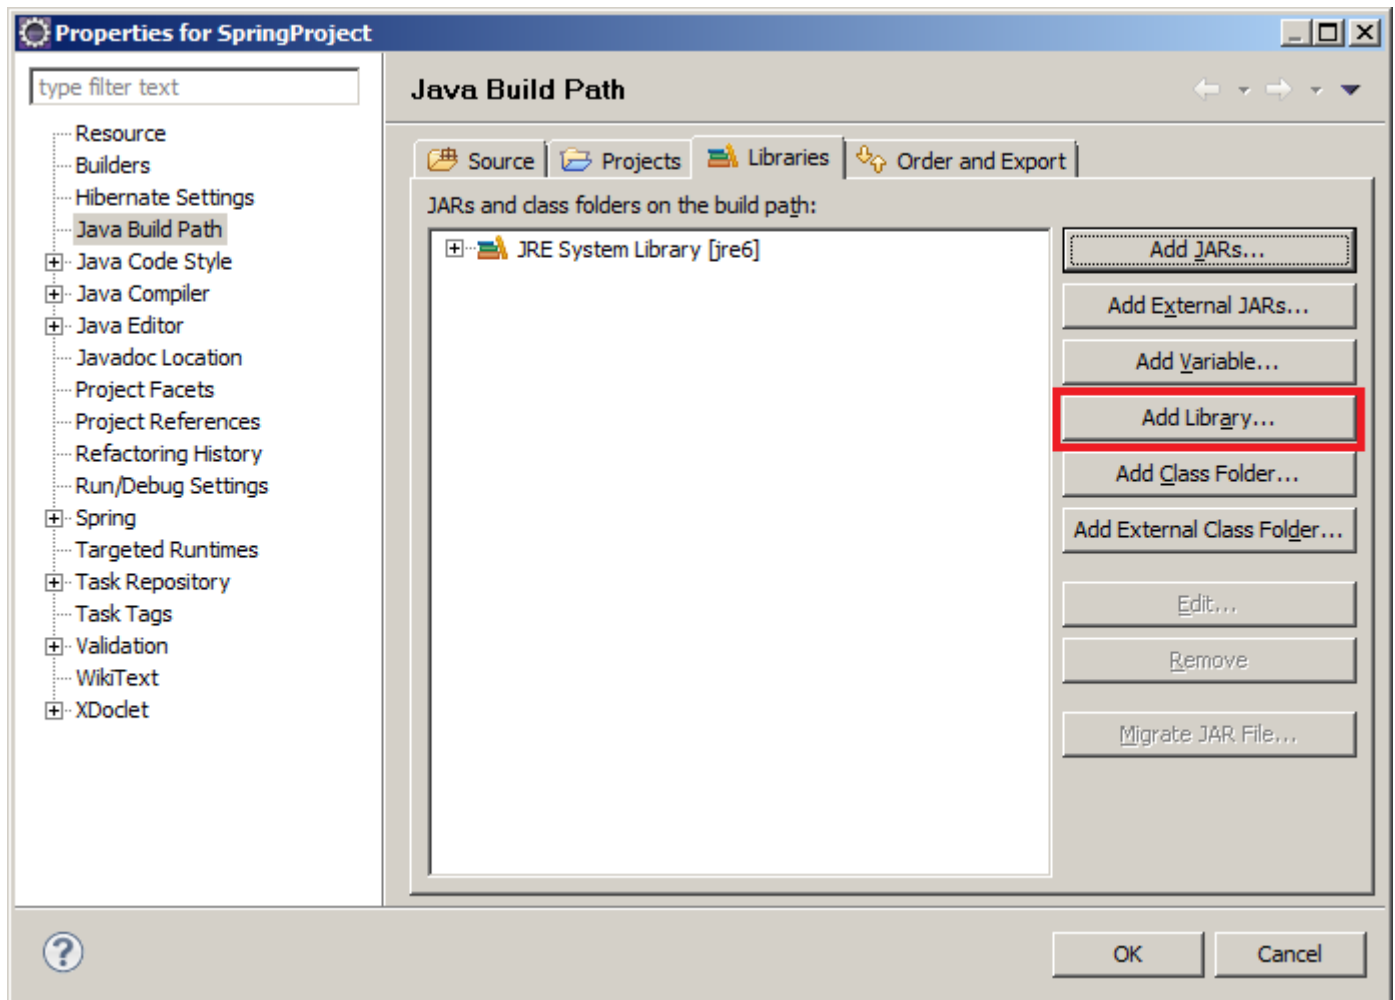 Properties for SpringProject
type filter text
Resource
Builders
Hibernate Settings
Java Build Path
Java Code Style
Java Compiler
Java Editor
Javadoc Location
Project Facets
Project References
Refactoring History
Run/Debug Settings
Spring
Targeted Runtimes
Task Repository
Task Tags
Validation
WikiText
XDoclet
Java Build Path
Source
Projects
Libraries
Order and Export
JARs and class folders on the build path:
JRE System Library [jre6]
Add JARs...
Add External JARs...
Add Variable...
Add Library...
Add Class Folder...
Add External Class Folder...
Edit...
Remove
Migrate JAR File...
OK
Cancel